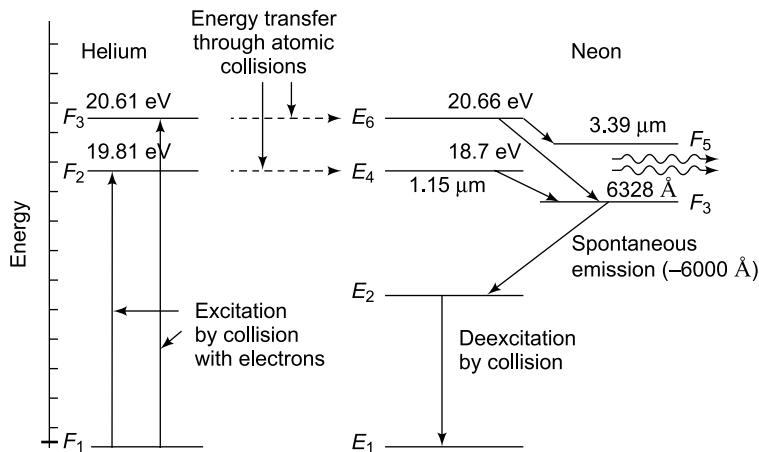 Energy transfer
through atomic
collisions
Helium
Neon
F3 20.61 eV
E6 20.66 eV
3.39 μm
F5
F2 19.81 eV
E4 18.7 eV
1.15 μm
6328 Å
F3
Energy
Spontaneous
emission (–6000 Å)
E2
Excitation
by collision
with electrons
Deexcitation
by collision
F1
E1